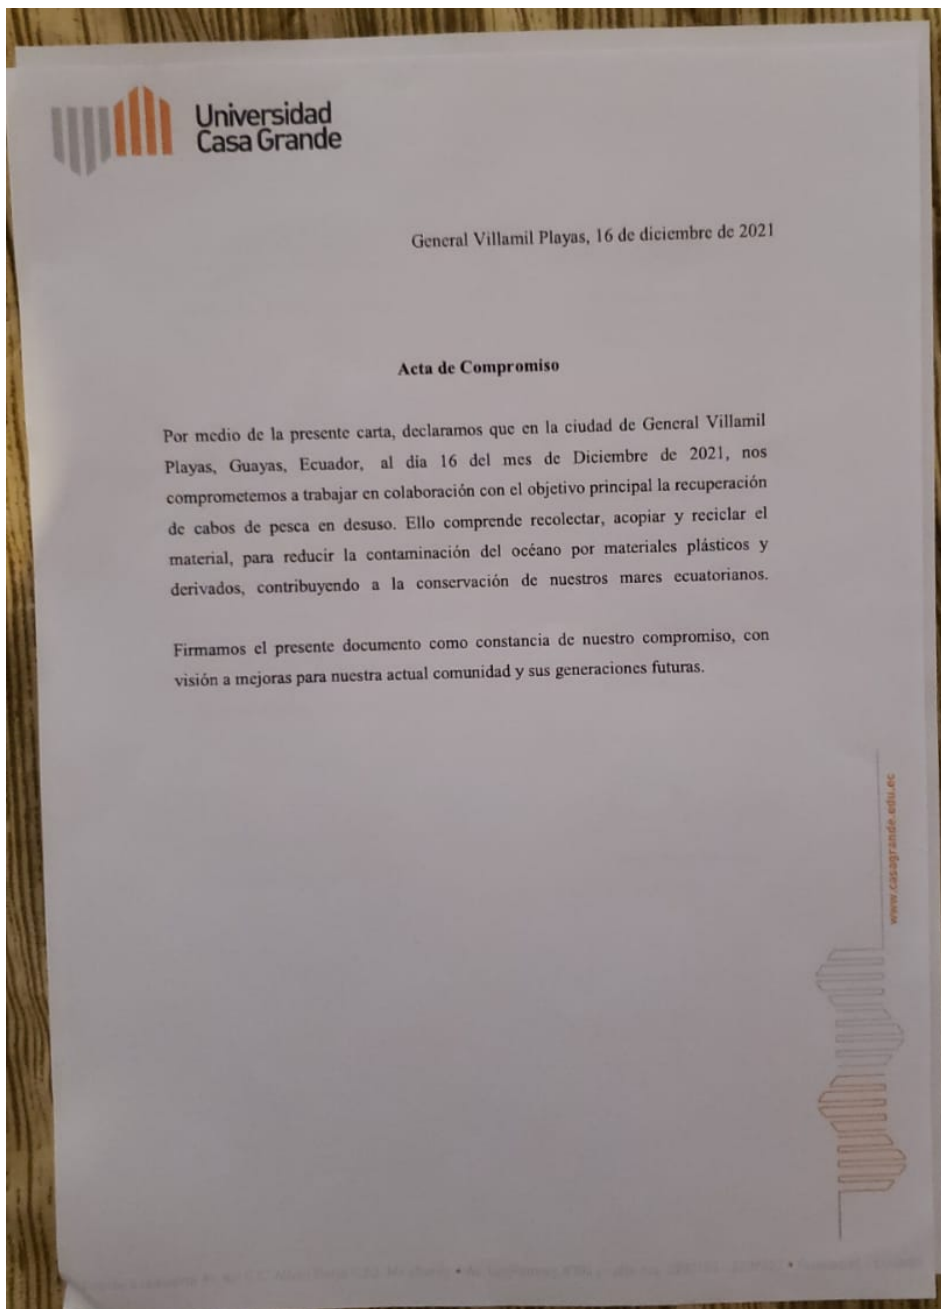 Universidad
Casa Grande
General Villamil Playas, 16 de diciembre de 2021
Acta de Compromiso
Por medio de la presente carta, declaramos que en la ciudad de General Villamil
Playas, Guayas, Ecuador, al día 16 del mes de Diciembre de 2021, nos
comprometemos a trabajar en colaboración con el objetivo principal la recuperación
de cabos de pesca en desuso. Ello comprende recolectar, acopiar y reciclar el
material, para reducir la contaminación del océano por materiales plásticos y
derivados, contribuyendo a la conservación de nuestros mares ecuatorianos.
Firmamos el presente documento como constancia de nuestro compromiso, con
visión a mejoras para nuestra actual comunidad y sus generaciones futuras.
www.casagrande.edu.ec